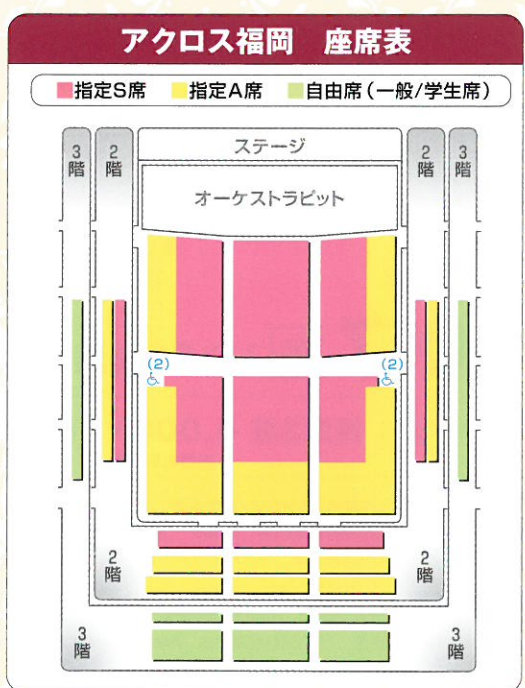 アクロス福岡 座席表
指定S席 指定A席 自由席(一般/学生席)
3階
2階
ステージ
2階
3階
オーケストラピット
(2)
(2)
2階
2階
3階
3階